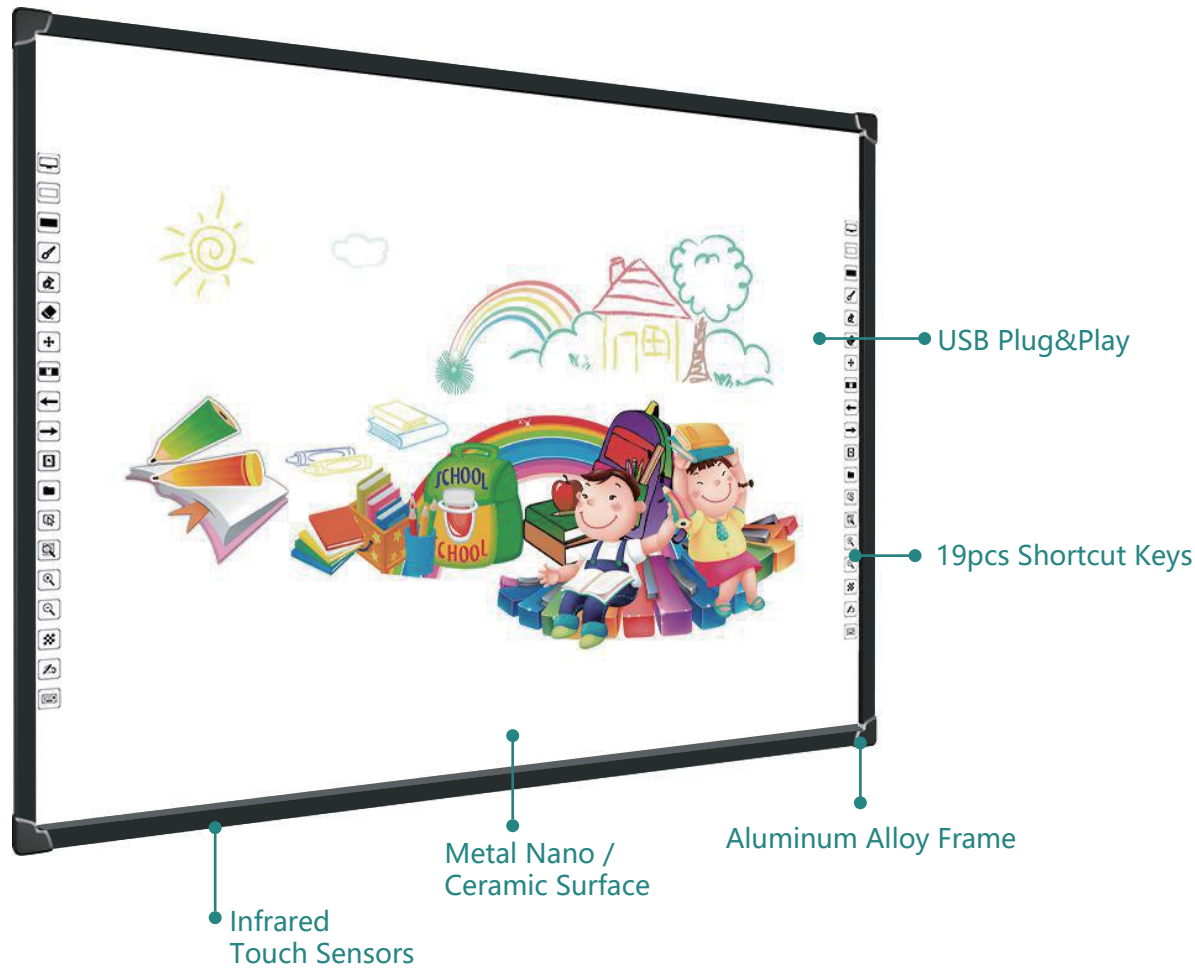 SCHOOL
SCHOOL
USB Plug&Play
19pcs Shortcut Keys
Aluminum Alloy Frame
Metal Nano /
Ceramic Surface
Infrared
Touch Sensors